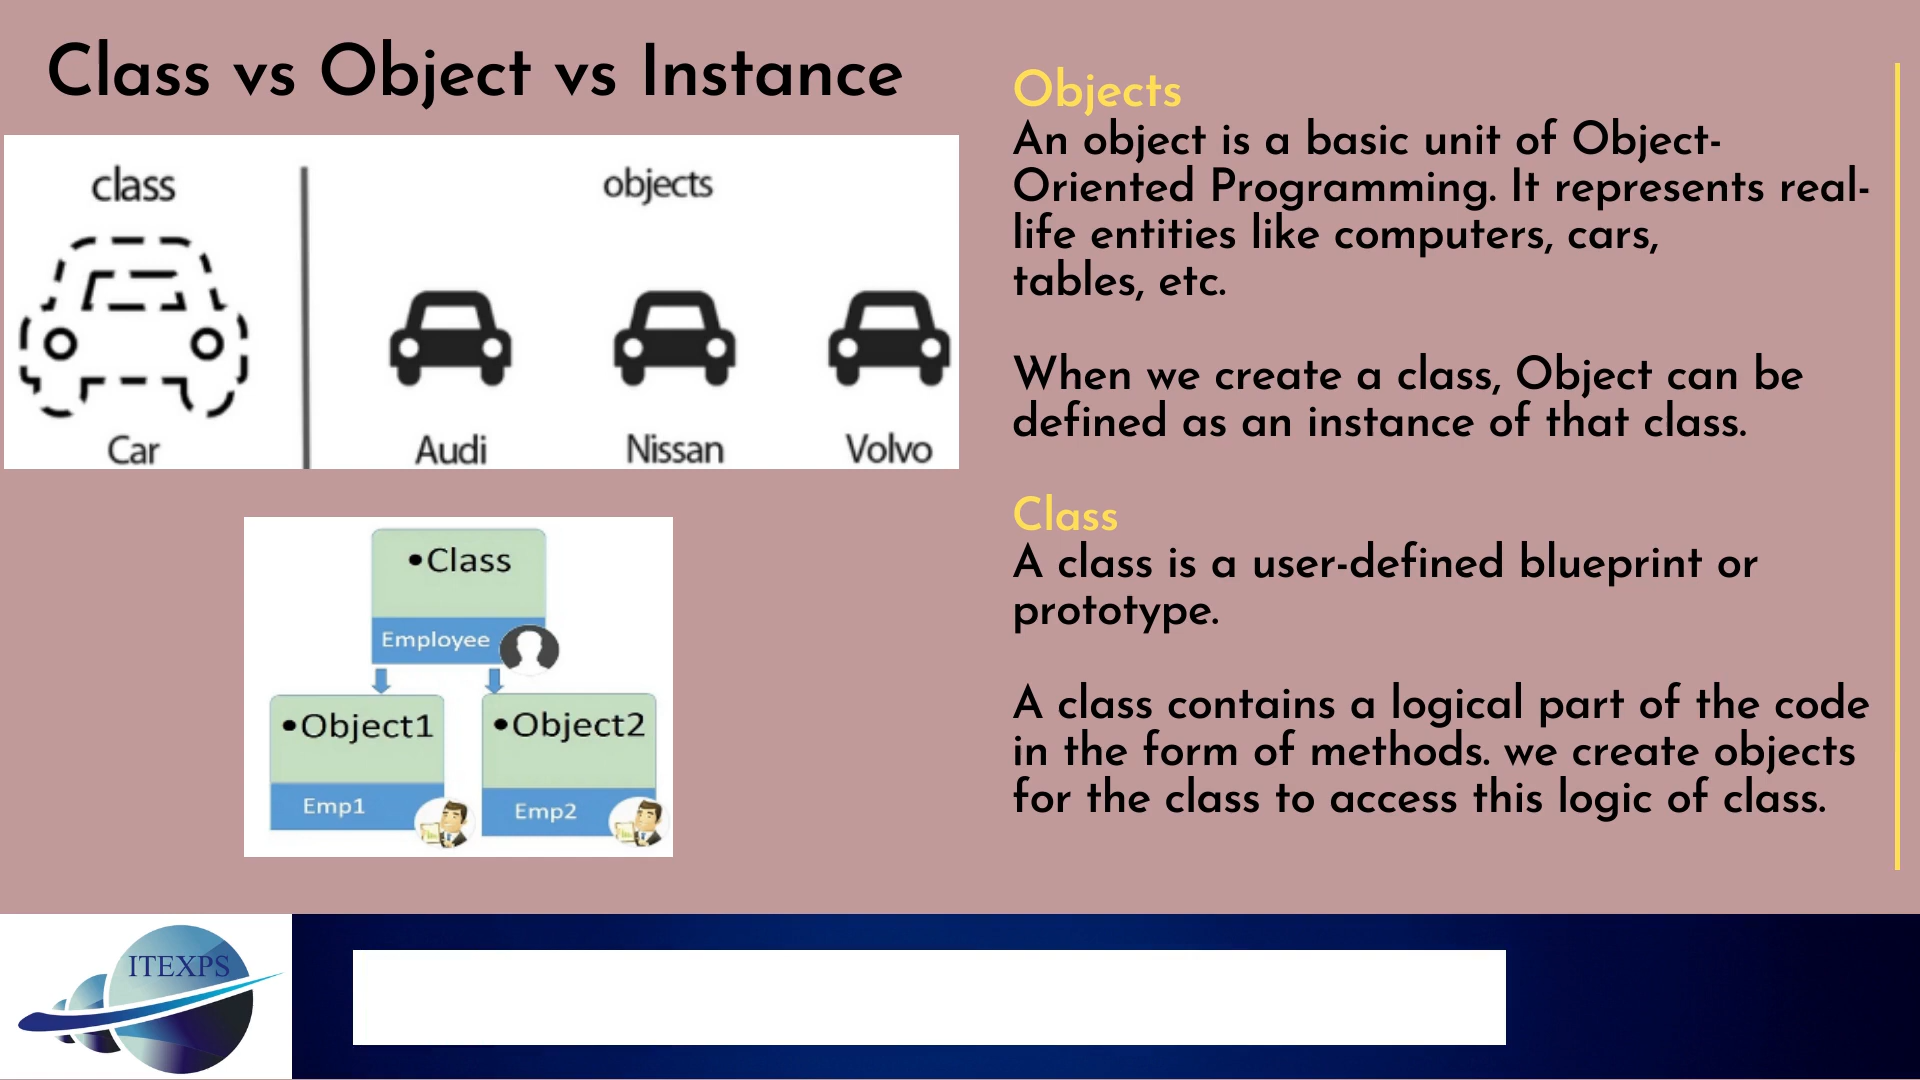 Class vs Object vs Instance
class
objects
Car
Audi
Nissan
Volvo
•Class
Employee
•Object1
•Object2
Emp1
Emp2
Objects
An object is a basic unit of Object-
Oriented Programming. It represents real-
life entities like computers, cars,
tables, etc.
When we create a class, Object can be
defined as an instance of that class.
Class
A class is a user-defined blueprint or
prototype.
A class contains a logical part of the code
in the form of methods. we create objects
for the class to access this logic of class.
ITEXPS